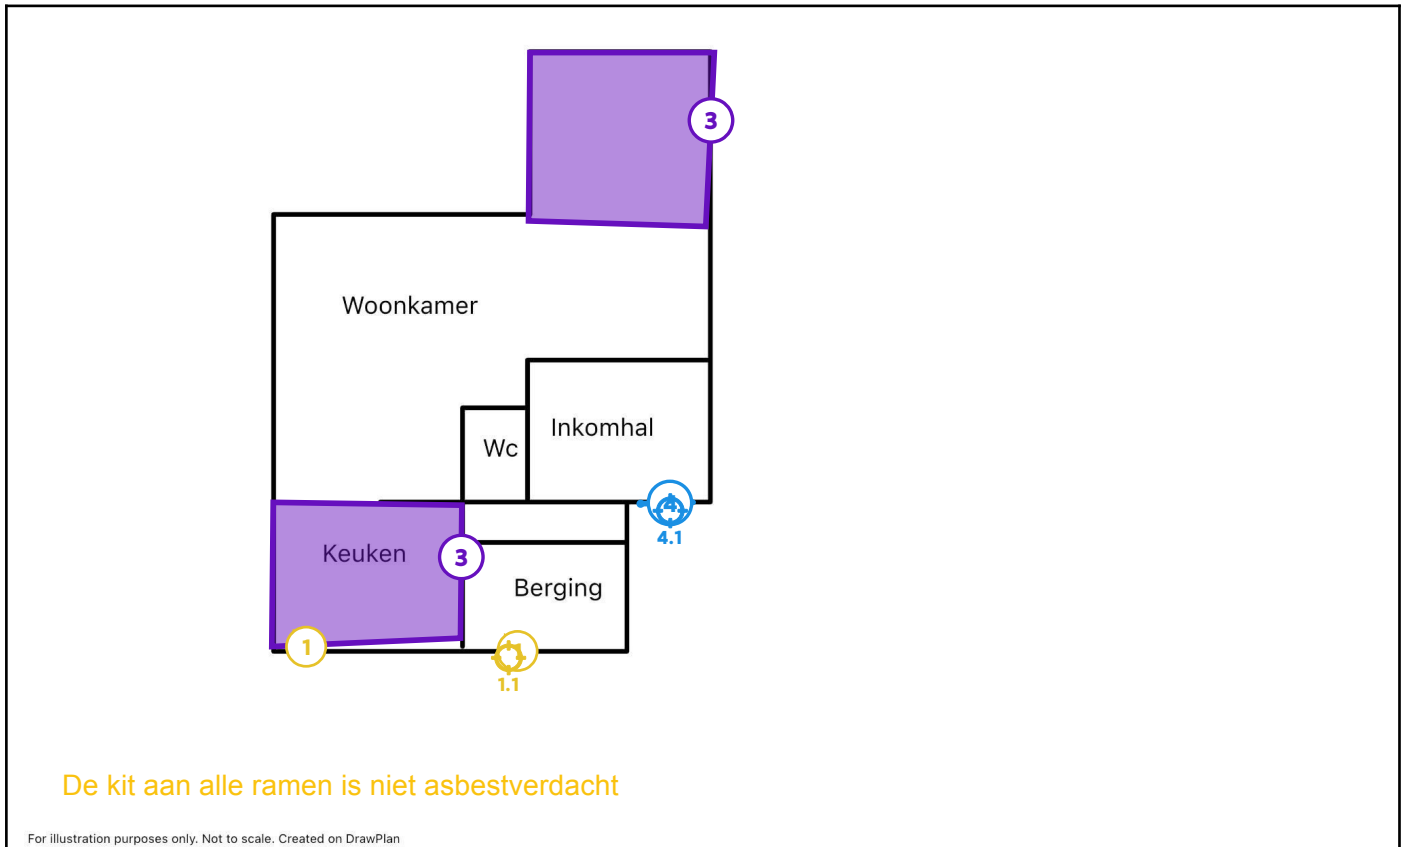 3
Woonkamer
Inkomhal
Wc
4
4.1
Keuken
3
Berging
1
1.1
De kit aan alle ramen is niet asbestverdacht
For illustration purposes only. Not to scale. Created on DrawPlan